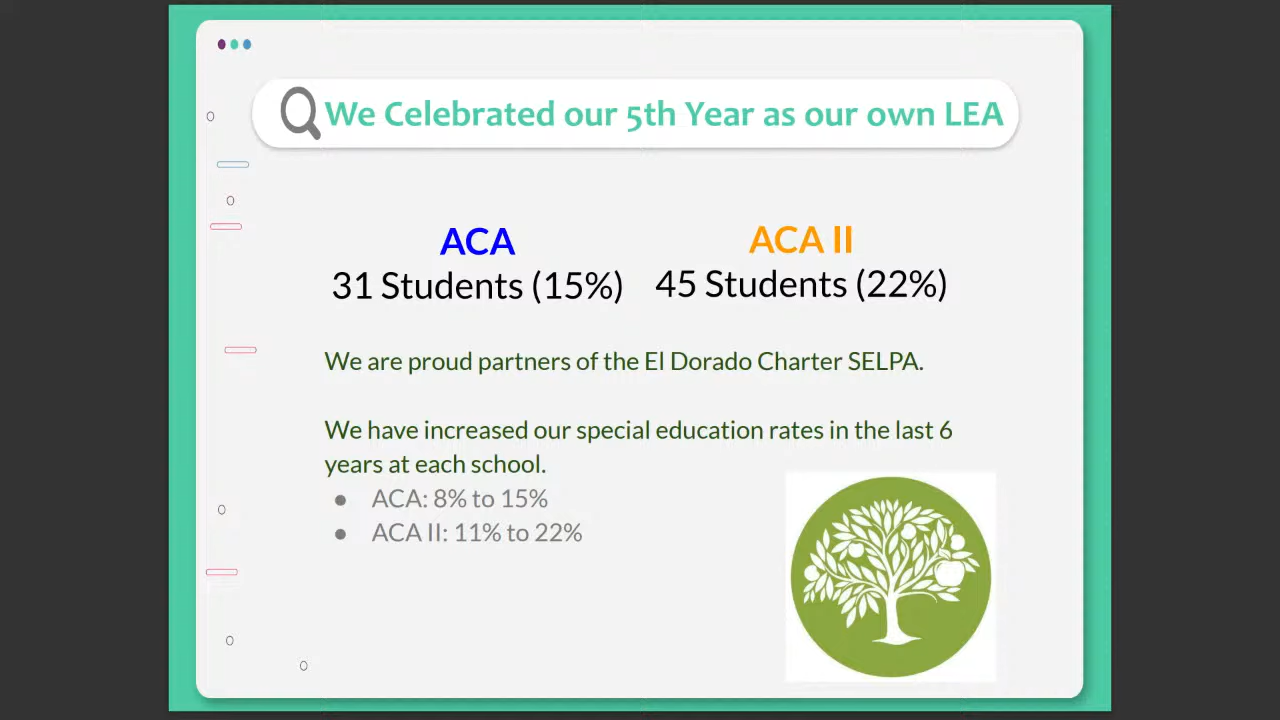 We Celebrated our 5th Year as our own LEA
ACA
31 Students (15%)
ACA II
45 Students (22%)
We are proud partners of the El Dorado Charter SELPA.
We have increased our special education rates in the last 6
years at each school.
● ACA: 8% to 15%
● ACA II: 11% to 22%